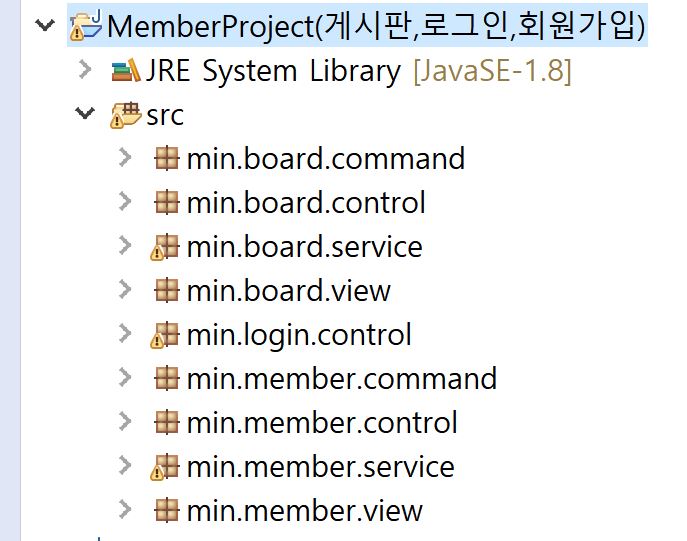 MemberProject(게시판,로그인,회원가입)
JRE System Library [JavaSE-1.8]
src
min.board.command
min.board.control
min.board.service
min.board.view
min.login.control
min.member.command
min.member.control
min.member.service
min.member.view